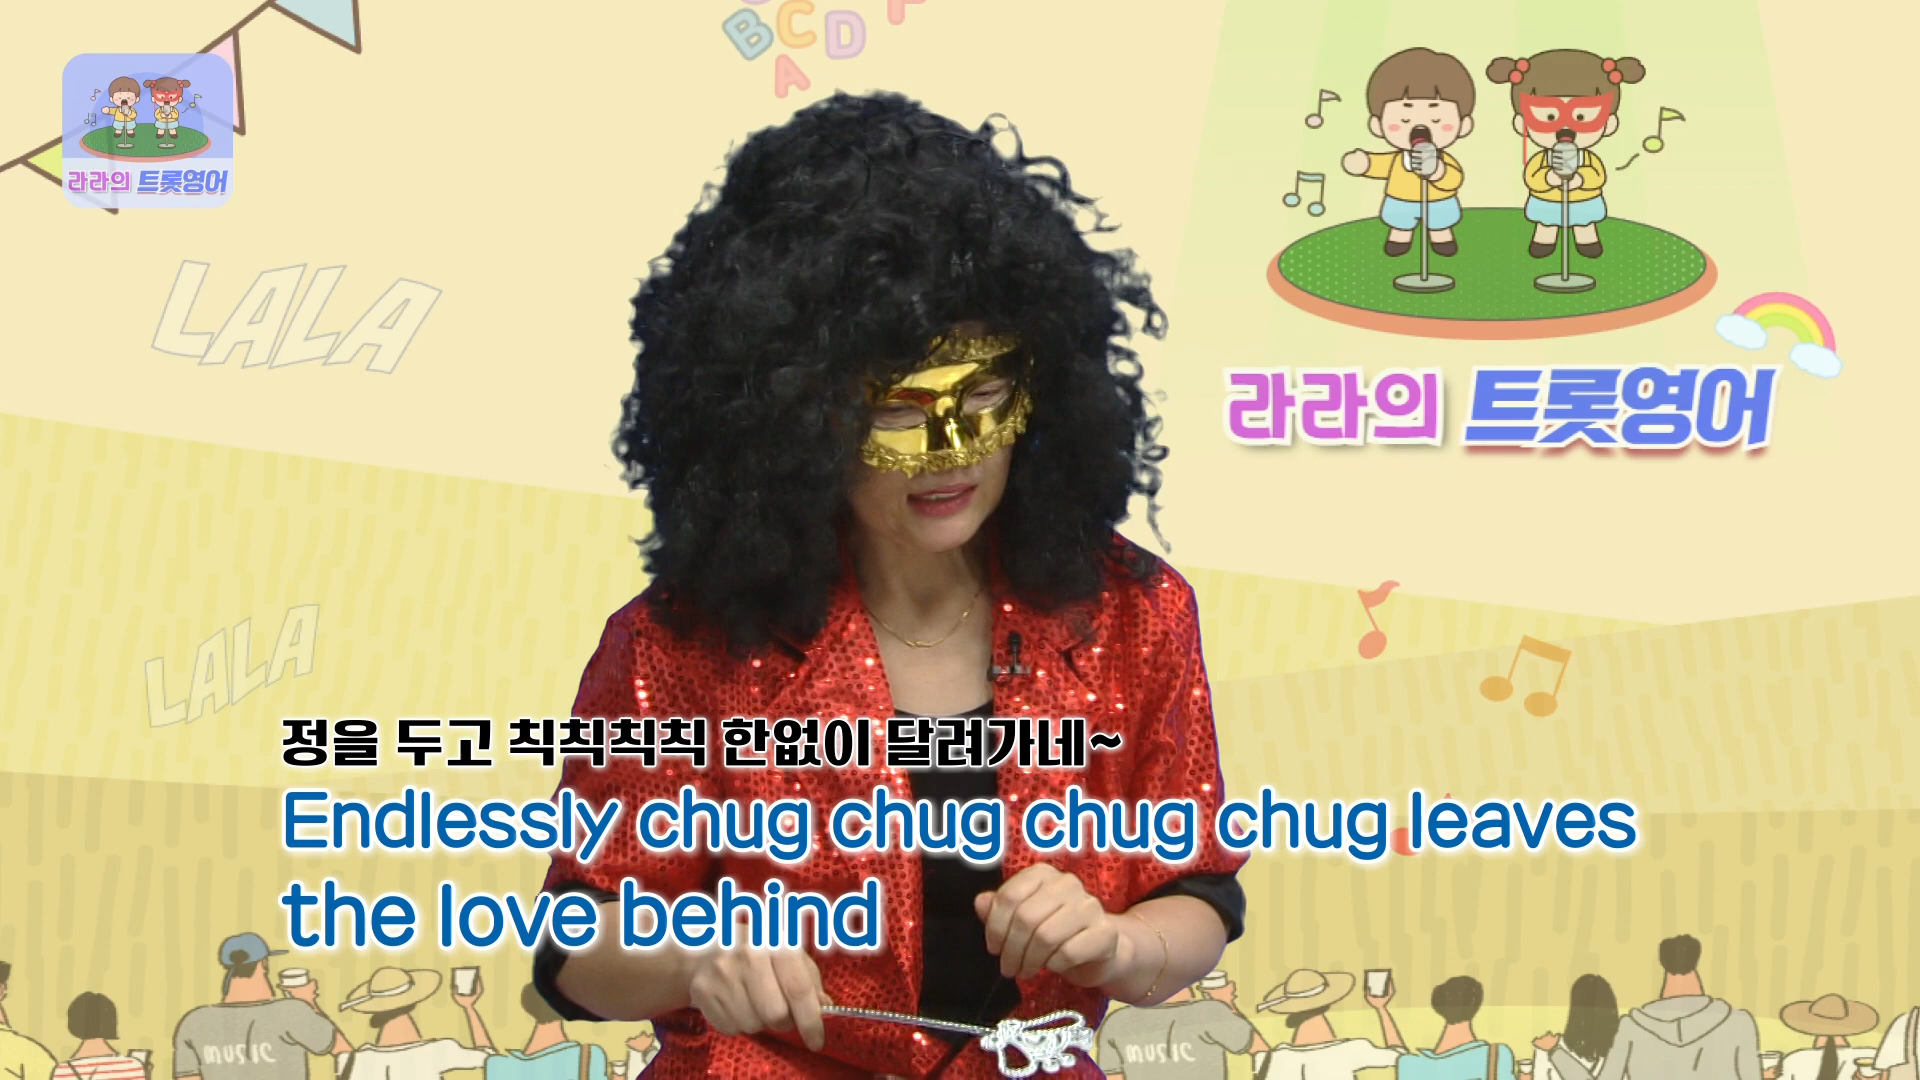 B C D
A
라라의 트롯영어
LALA
라라의 트롯영어
LALA
정을 두고 칙칙칙칙 한없이 달려가네~
Endlessly chug chug chug chug leaves
the love behind
MUSIC
MUSIC